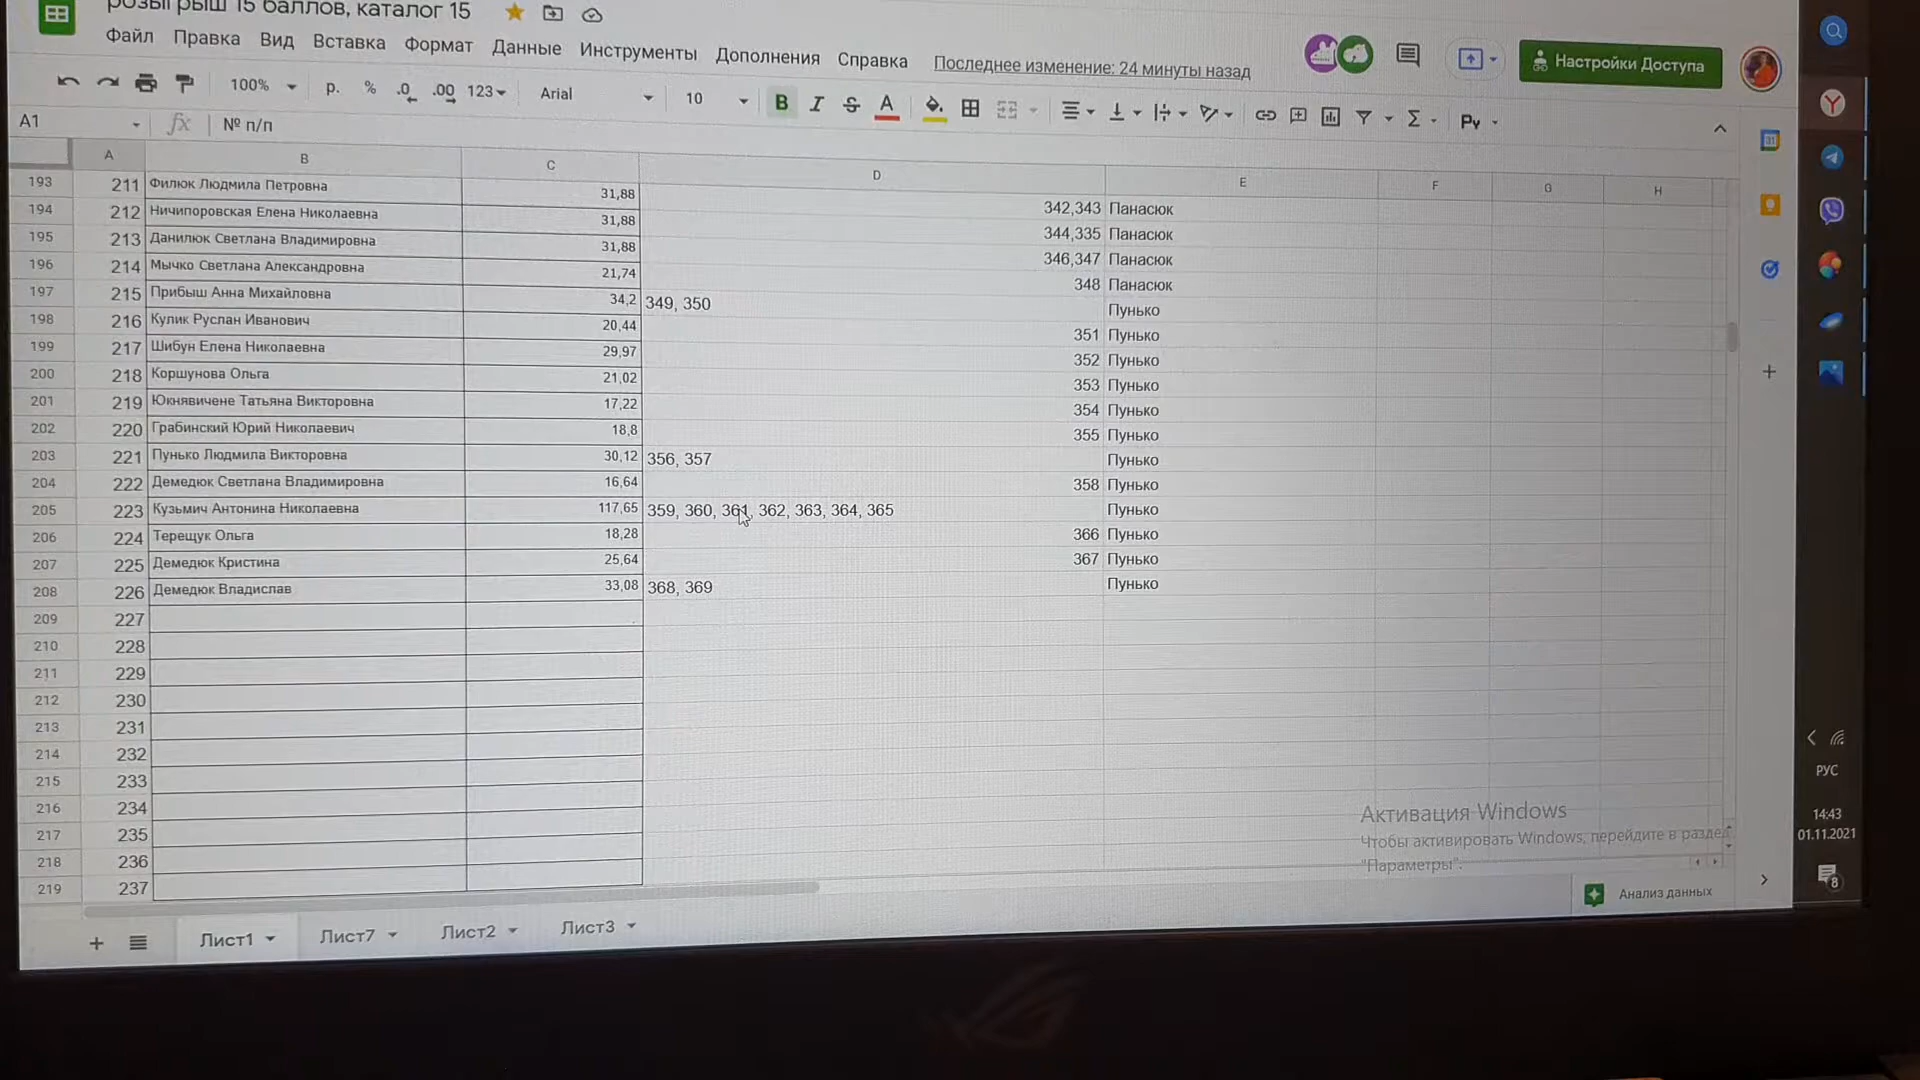 розыгрыш 15 баллов, каталог 15
Файл Правка Вид Вставка Формат Данные Инструменты Дополнения Справка Последнее изменение: 24 минуты назад
Настройки Доступа
100% р. % .0 .00 123 Arial 10 B I S A Σ Ру
A1 fx № п/п
A B C D E F G H
193 211 Филюк Людмила Петровна 31,88 342,343 Панасюк
194 212 Ничипоровская Елена Николаевна 31,88 344,335 Панасюк
195 213 Данилюк Светлана Владимировна 31,88 346,347 Панасюк
196 214 Мычко Светлана Александровна 21,74 348 Панасюк
197 215 Прибыш Анна Михайловна 34,2 349, 350 Пунько
198 216 Кулик Руслан Иванович 20,44 351 Пунько
199 217 Шибун Елена Николаевна 29,97 352 Пунько
200 218 Коршунова Ольга 21,02 353 Пунько
201 219 Юкнявичене Татьяна Викторовна 17,22 354 Пунько
202 220 Грабинский Юрий Николаевич 18,8 355 Пунько
203 221 Пунько Людмила Викторовна 30,12 356, 357 Пунько
204 222 Демедюк Светлана Владимировна 16,64 358 Пунько
205 223 Кузьмич Антонина Николаевна 117,65 359, 360, 361, 362, 363, 364, 365 Пунько
206 224 Терещук Ольга 18,28 366 Пунько
207 225 Демедюк Кристина 25,64 367 Пунько
208 226 Демедюк Владислав 33,08 368, 369 Пунько
209 227
210 228
211 229
212 230
213 231
214 232
215 233
216 234
217 235
218 236
219 237
Активация Windows
Чтобы активировать Windows, перейдите в раздел
"Параметры".
Анализ данных
Лист1 Лист7 Лист2 Лист3
РУС
14:43
01.11.2021
8